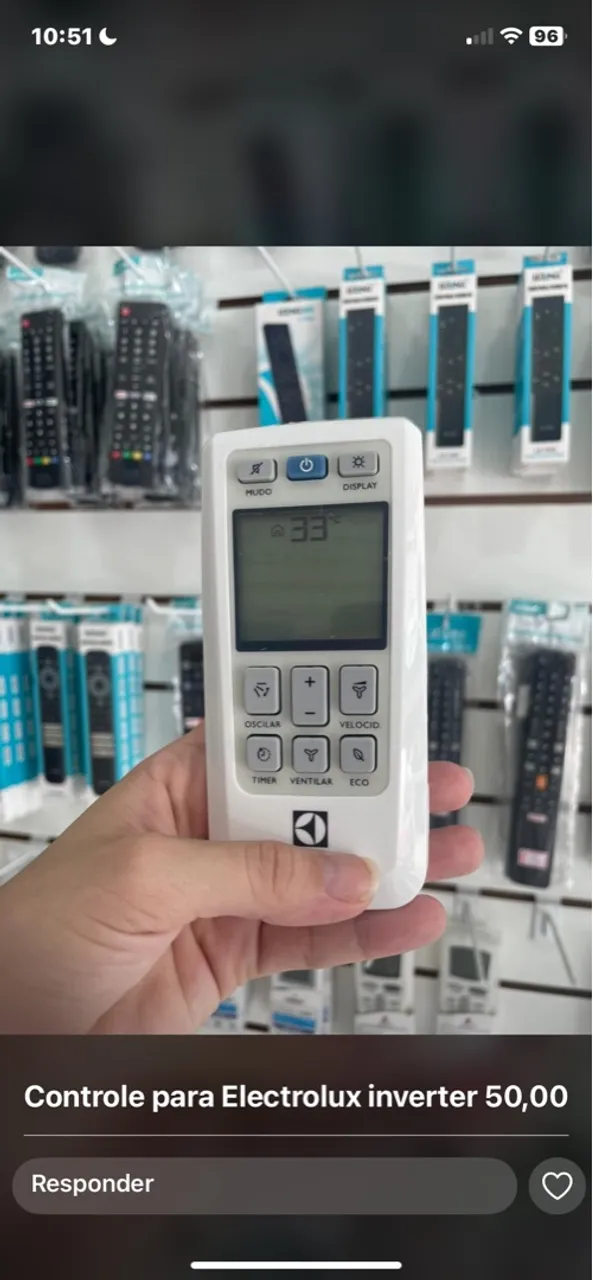 10:51
96
MUDO
DISPLAY
33°C
+
−
OSCILAR
VELOCID.
TIMER
VENTILAR
ECO
Controle para Electrolux inverter 50,00
Responder